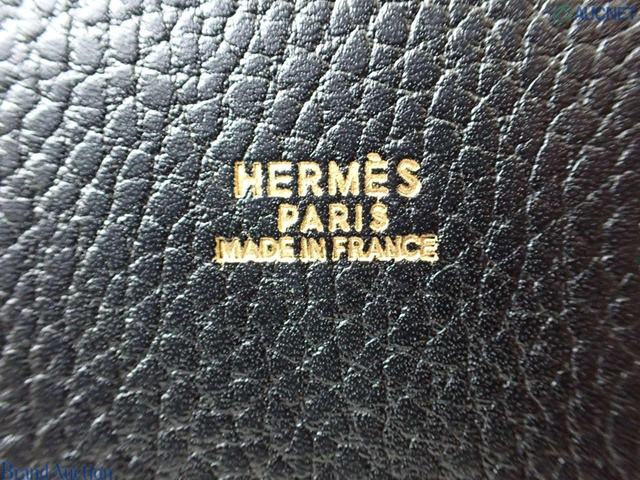 AUCNET
HERMÈS
PARIS
MADE IN FRANCE
Brand Auction